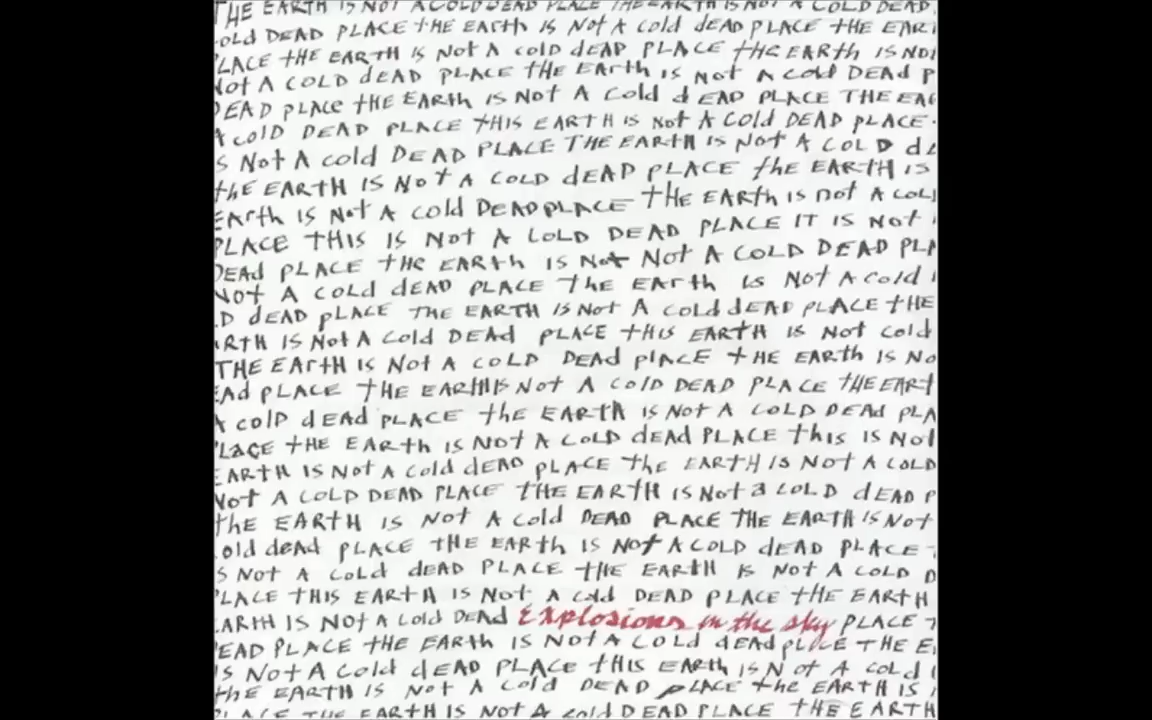 THE EARTH IS NOT A COLD DEAD PLACE THE EARTH IS NOT A COLD DEAD
OLD DEAD PLACE tHE EARth IS Not A cold dEAD PLACE tHE EAR
PLACE tHE EARTH IS Not A cold dEAD PLACE tHE EARth IS NOt
Not A COLD dEAD PLACE tHE EARth IS Not A cold DEAD P
DEAD PLACe tHE EARth IS Not A Cold dEAD PLACE THE EAR
A colD DEAD PLACE tHIS EARTH IS Not A Cold DEAD PLACE
S Not A cold DEAD PLACE THE EARtH IS Not A COLD dE
tHE EARTH IS Not A COLD dEAD PLACE thE EARTH IS
EArth IS Not A cold DEAD PLACE tHE EARth IS not A COL
PLACE tHIS IS Not A COLD DEAD PLACE IT IS Not
DEAd PLACE tHE EARth IS Not Not A COLD DEAD PLA
Not A COLD dEAD PLACE thE EARth IS Not A Cold
LD dEAD pLACE THE EARTH IS Not A Cold dEAD PLACE tHE
ARTH IS Not A Cold DEAd PLACE tHIS EARTH IS Not cold
THE EARtH IS Not A COLD DEAd plACE tHE EARth IS No
EAd PLACE tHE EARtH IS Not A ColD DEAD PLACE tHE EARt
A colD dEAD PLACE thE EARTH IS Not A COLD DEAd PLA
PLACE tHE EARth IS Not A COLD dEAD PLACE thIS IS Not
EARTH IS Not A cold dEAD PLACE thE EARTH IS Not A COLD
Not A COLD DEAD PLACE THE EARth IS Not a COLD dEAD P
thE EARtH IS Not A Cold DEAD PLACE THE EARTH IS Not
old dead PLACE THE EARth IS Not A COLD dEAD PLACE
S Not A Cold dEAD PLACE tHE EARtH IS Not A COLD D
PLACE THIS EARtH IS Not A cold DEAD PLACE tHE EARTH
EARtH IS Not A Cold DEAD Explosions in the sky PLACE T
EAD PLACE tHE EARth IS Not A COLd dEAD pLACE tHE E
IS Not A Cold dEAD PLACE tHIS EARth IS Not A cold
thE EARtH IS Not A Cold DEAD PLACE the EARtH IS
PLACE tHE EARTH IS Not A cold DEAD PLACE tHE EARTH